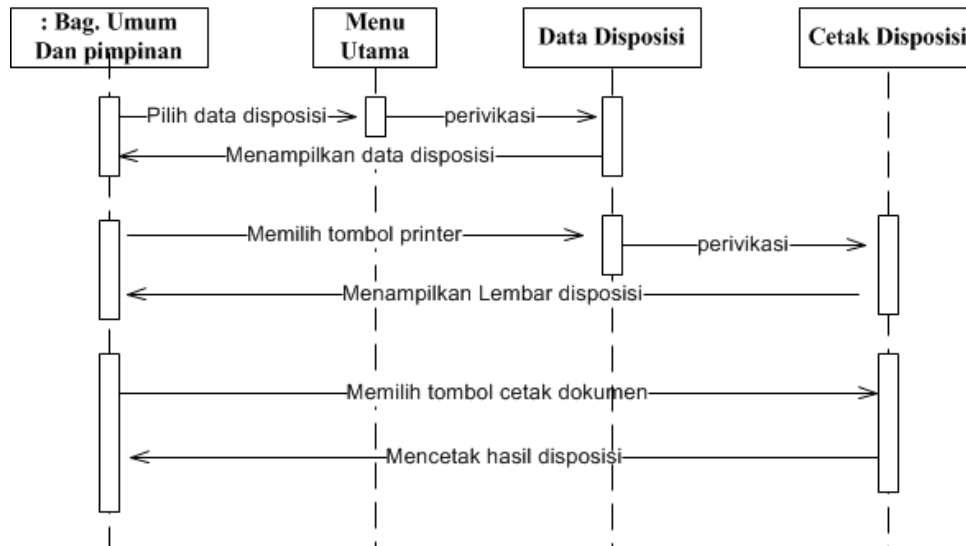 : Bag. Umum
Dan pimpinan
Menu
Utama
Data Disposisi
Cetak Disposisi
Pilih data disposisi
perivikasi
Menampilkan data disposisi
Memilih tombol printer
perivikasi
Menampilkan Lembar disposisi
Memilih tombol cetak dokumen
Mencetak hasil disposisi